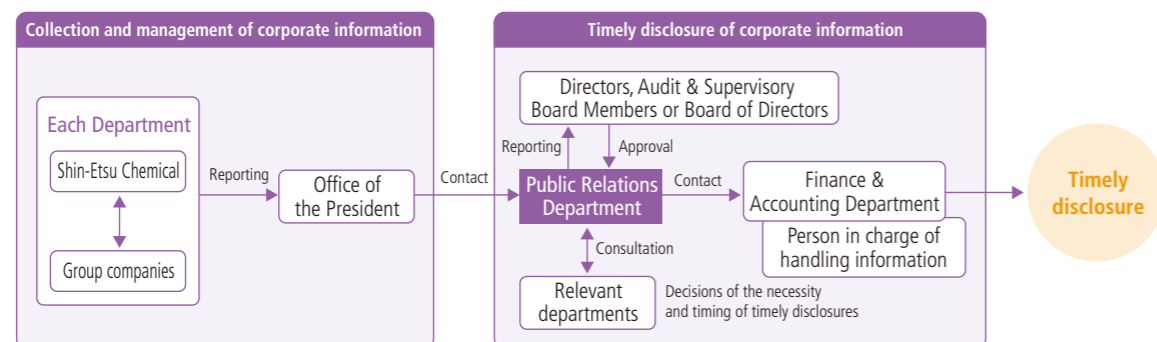 Collection and management of corporate information
Each Department
Shin-Etsu Chemical
Group companies
Reporting
Office of
the President
Contact
Timely disclosure of corporate information
Directors, Audit & Supervisory
Board Members or Board of Directors
Reporting
Approval
Public Relations
Department
Contact
Finance &
Accounting Department
Person in charge of
handling information
Consultation
Relevant
departments
Decisions of the necessity
and timing of timely disclosures
Timely
disclosure